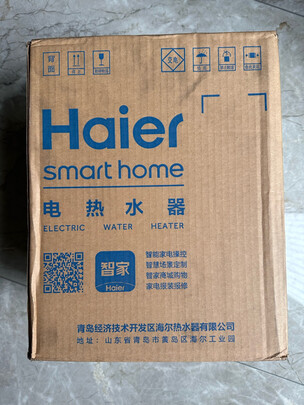 背面
Haier
smart home
电热水器
ELECTRIC WATER HEATER
智家
Haier
智能家电操控
智慧场景定制
智家商城购物
家电报装报修
青岛经济技术开发区海尔热水器有限公司
地址：山东省青岛市黄岛区海尔工业园